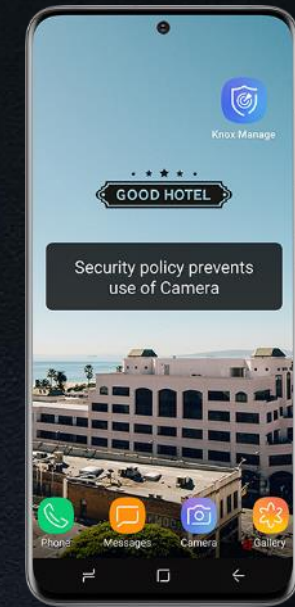 Knox Manage
GOOD HOTEL
Security policy prevents
use of Camera
Phone
Messages
Camera
Gallery